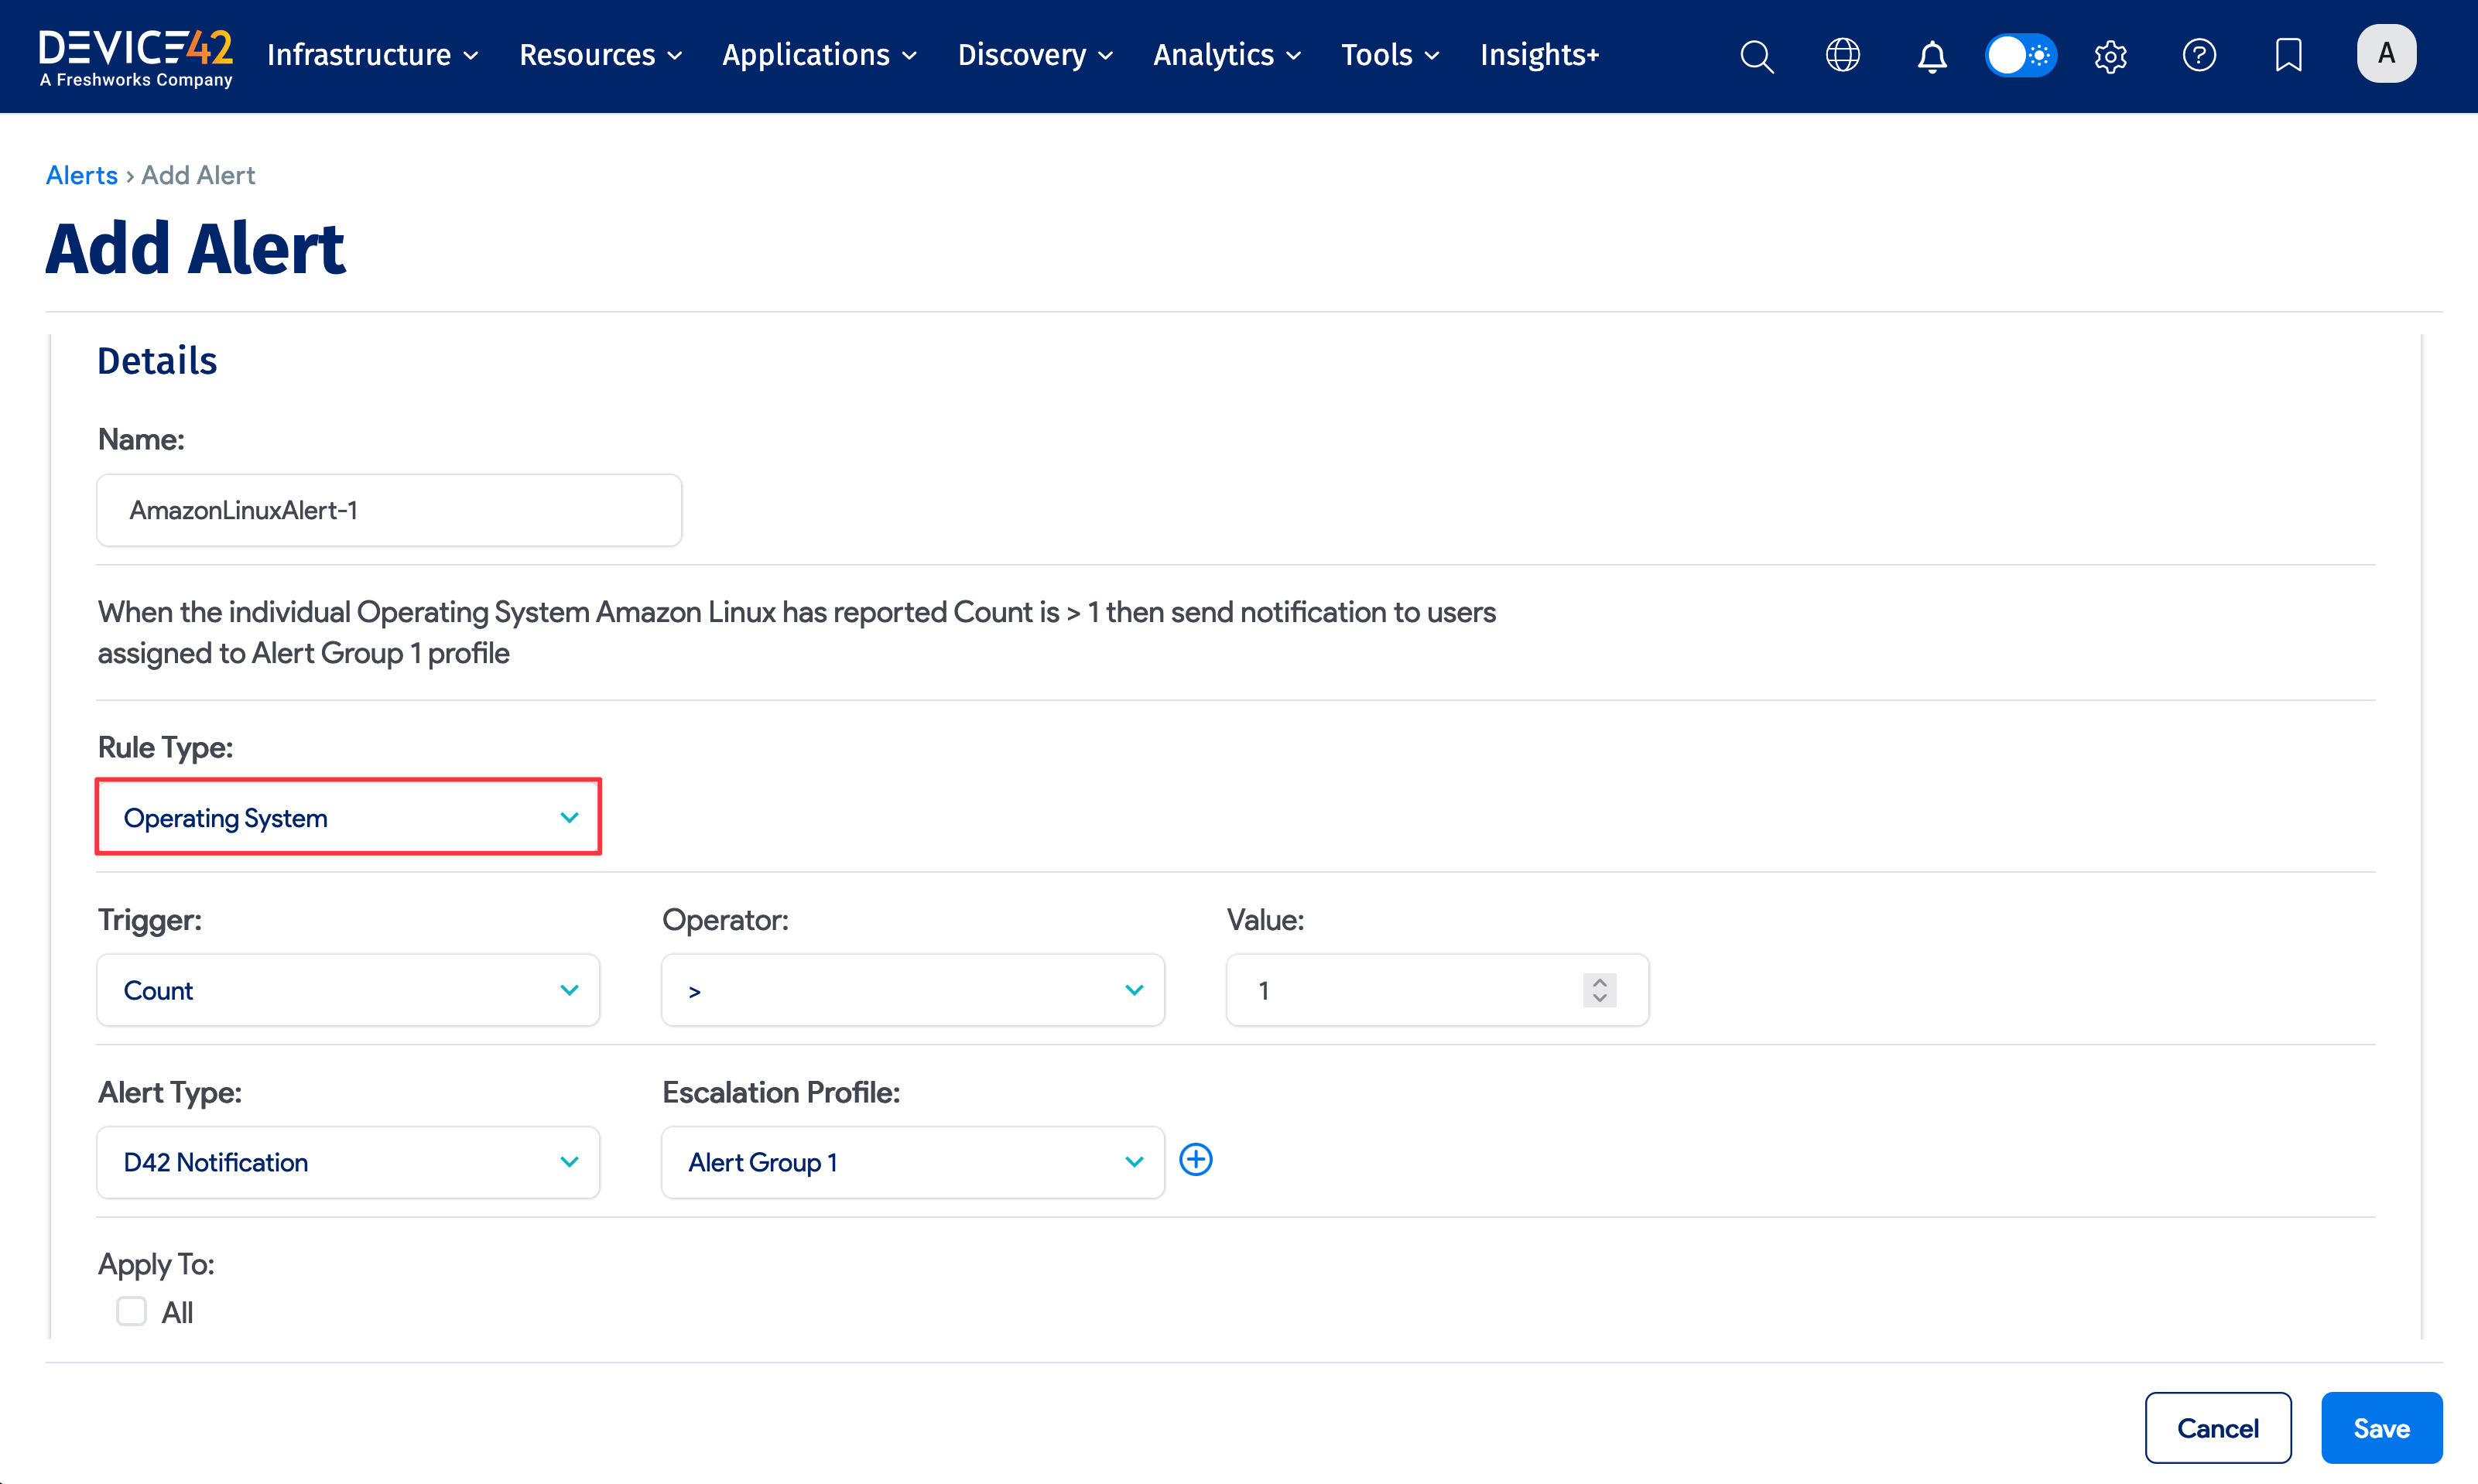 DEVICE42
A Freshworks Company
Infrastructure Resources Applications Discovery Analytics Tools Insights+ A
Alerts › Add Alert
Add Alert
Details
Name:
AmazonLinuxAlert-1
When the individual Operating System Amazon Linux has reported Count is > 1 then send notification to users
assigned to Alert Group 1 profile
Rule Type:
Operating System
Trigger: Operator: Value:
Count > 1
Alert Type: Escalation Profile:
D42 Notification Alert Group 1
Apply To:
All
Cancel Save